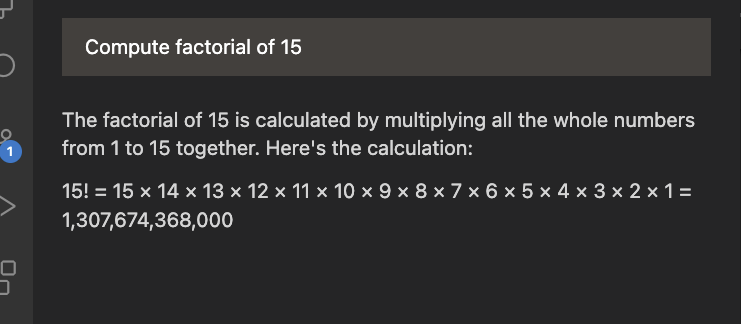 Compute factorial of 15
The factorial of 15 is calculated by multiplying all the whole numbers
from 1 to 15 together. Here's the calculation:
15! = 15 × 14 × 13 × 12 × 11 × 10 × 9 × 8 × 7 × 6 × 5 × 4 × 3 × 2 × 1 =
1,307,674,368,000
1